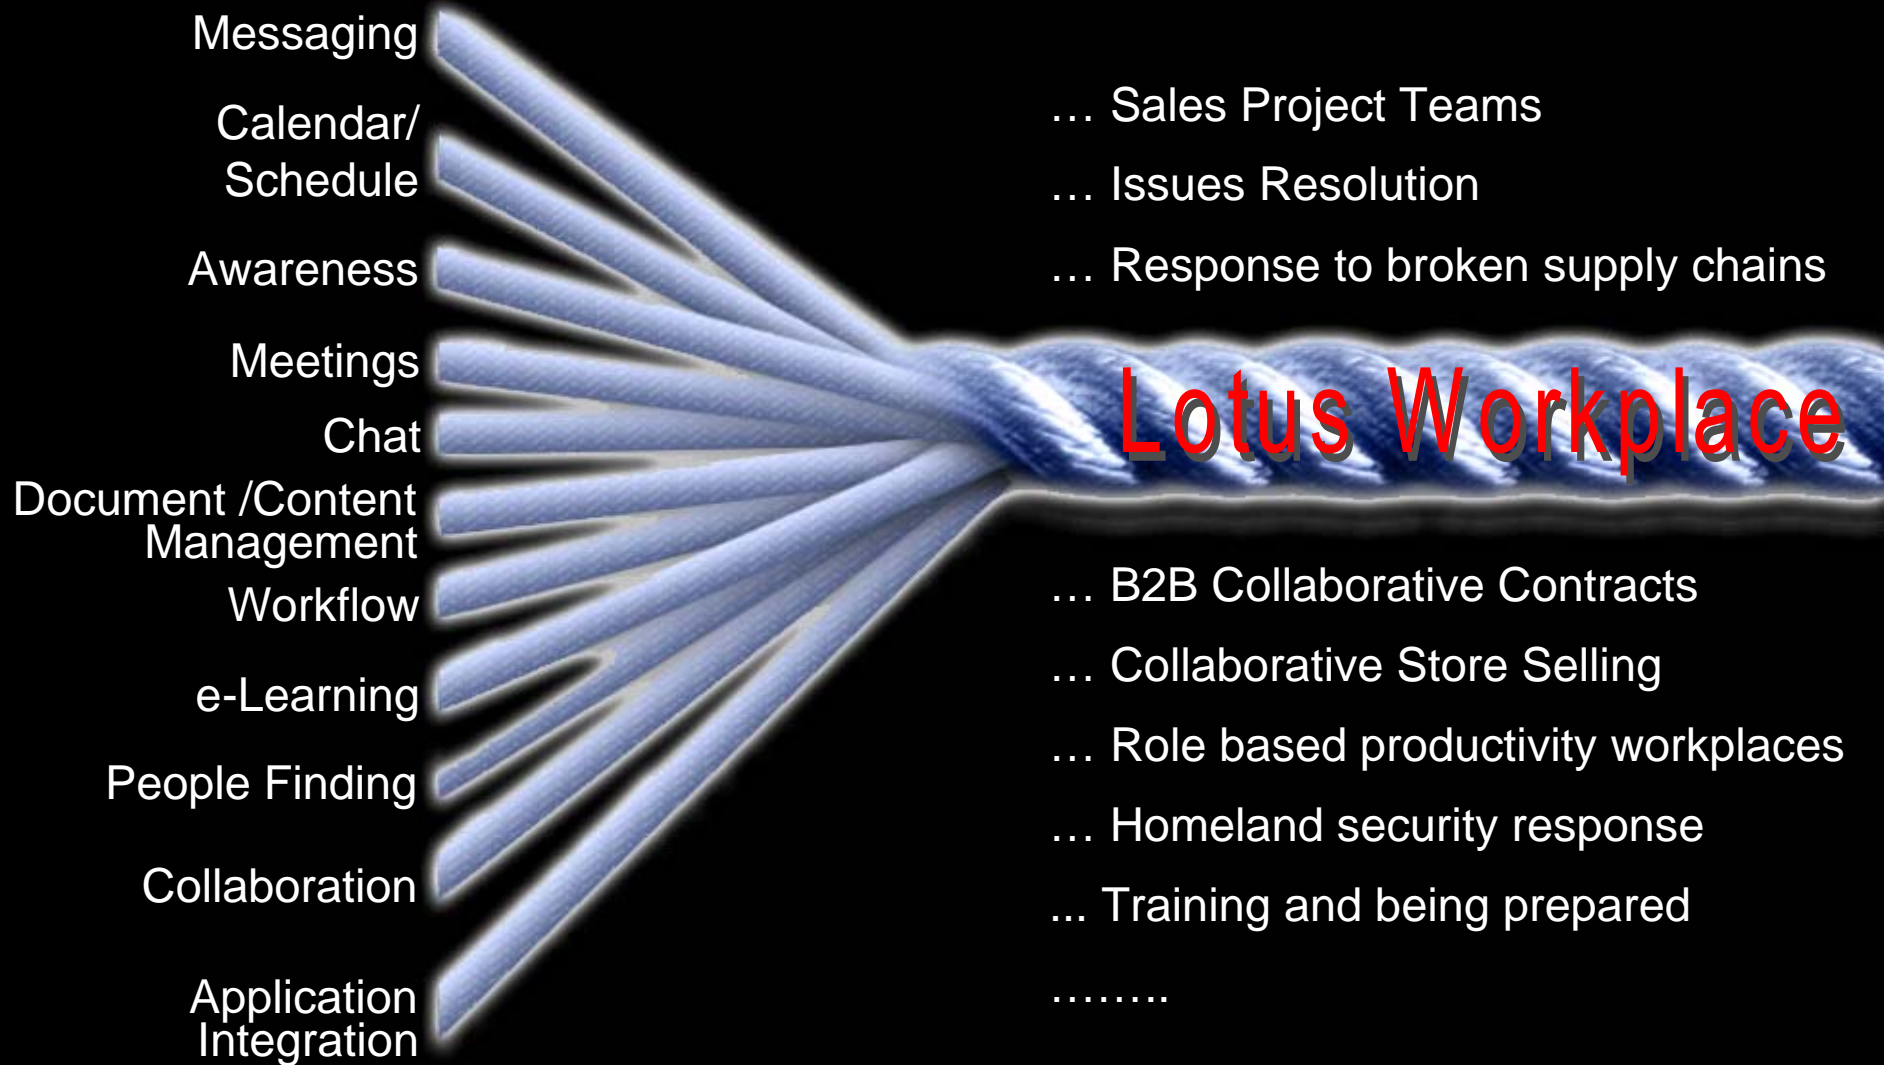 Messaging
Calendar/
Schedule
Awareness
Meetings
Chat
Document /Content
Management
Workflow
e-Learning
People Finding
Collaboration
Application
Integration
… Sales Project Teams
… Issues Resolution
… Response to broken supply chains
Lotus Workplace
… B2B Collaborative Contracts
… Collaborative Store Selling
… Role based productivity workplaces
… Homeland security response
... Training and being prepared
……..